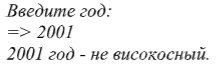 Введите год:
=> 2001
2001 год - не високосный.